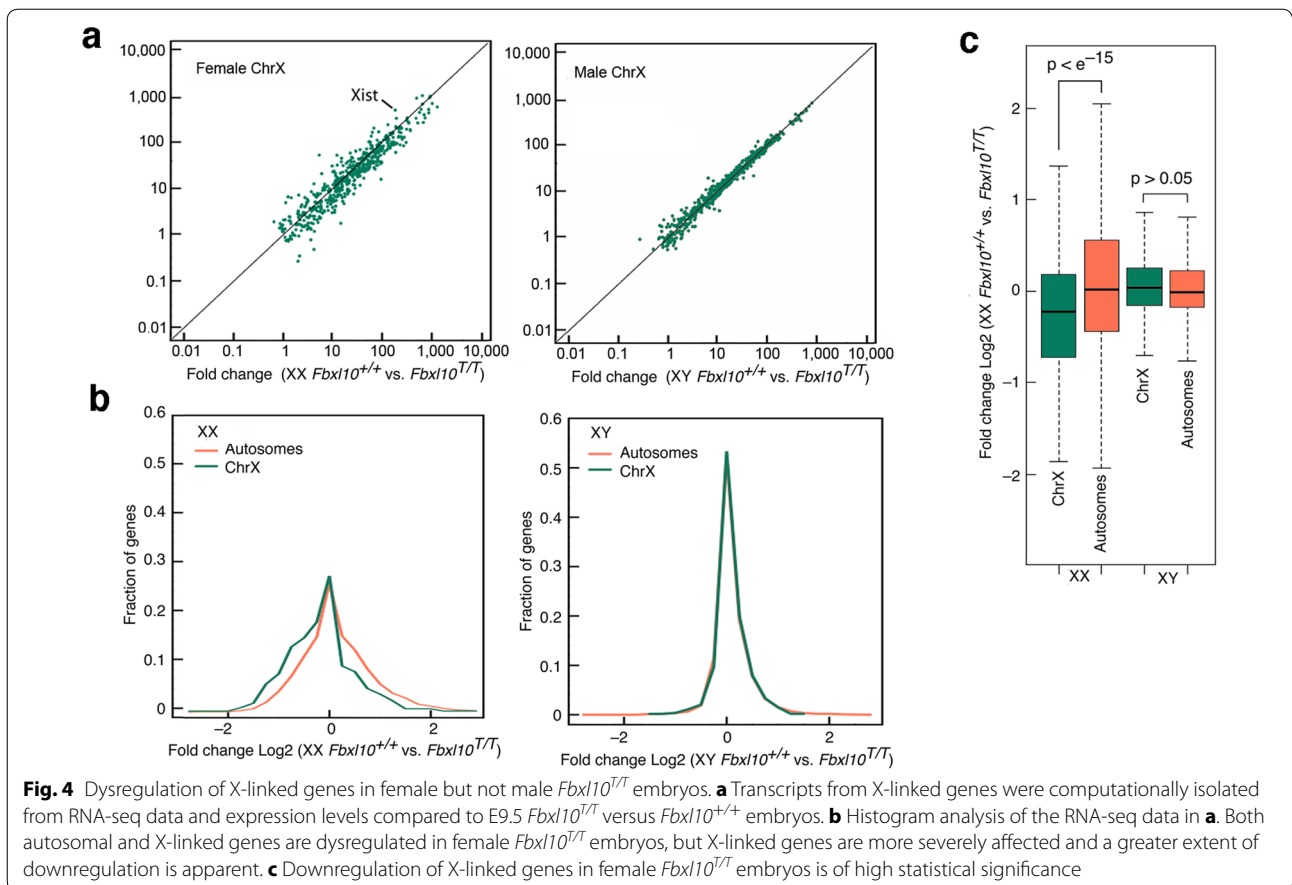 a
10,000
1,000
100
10
1
0.1
0.01
Female ChrX
Xist
0.01 0.1 1 10 100 1,000 10,000
Fold change (XX Fbxl10+/+ vs. Fbxl10T/T)
10,000
1,000
100
10
1
0.1
0.01
Male ChrX
0.01 0.1 1 10 100 1,000 10,000
Fold change (XY Fbxl10+/+ vs. Fbxl10T/T)
b
0.6
0.5
0.4
0.3
0.2
0.1
0
Fraction of genes
XX
Autosomes
ChrX
−2 0 2
Fold change Log2 (XX Fbxl10+/+ vs. Fbxl10T/T)
0.6
0.5
0.4
0.3
0.2
0.1
0
Fraction of genes
XY
Autosomes
ChrX
−2 0 2
Fold change Log2 (XY Fbxl10+/+ vs. Fbxl10T/T)
c
Fold change Log2 (XX Fbxl10+/+ vs. Fbxl10T/T)
2
1
0
−1
−2
p < e−15
p > 0.05
ChrX
Autosomes
ChrX
Autosomes
XX XY
Fig. 4 Dysregulation of X-linked genes in female but not male Fbxl10T/T embryos. a Transcripts from X-linked genes were computationally isolated
from RNA-seq data and expression levels compared to E9.5 Fbxl10T/T versus Fbxl10+/+ embryos. b Histogram analysis of the RNA-seq data in a. Both
autosomal and X-linked genes are dysregulated in female Fbxl10T/T embryos, but X-linked genes are more severely affected and a greater extent of
downregulation is apparent. c Downregulation of X-linked genes in female Fbxl10T/T embryos is of high statistical significance